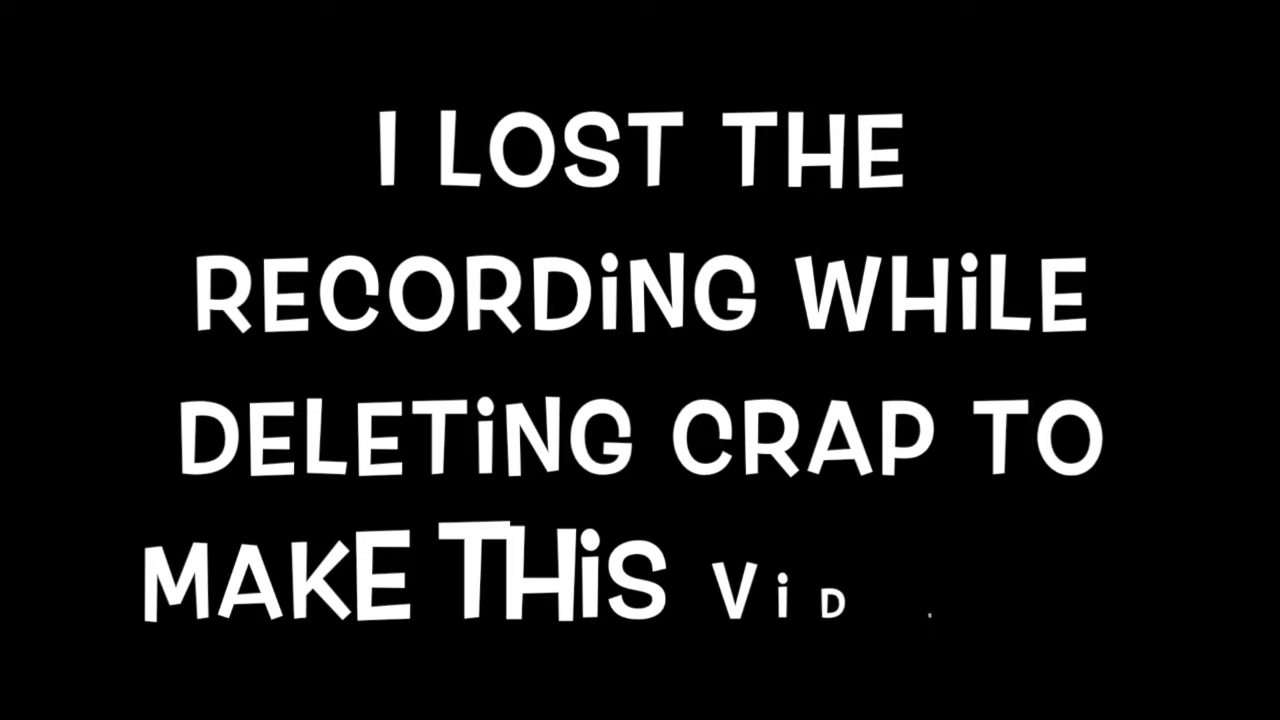 I LOST THE
RECORDING WHILE
DELETING CRAP TO
MAKE THIS VID